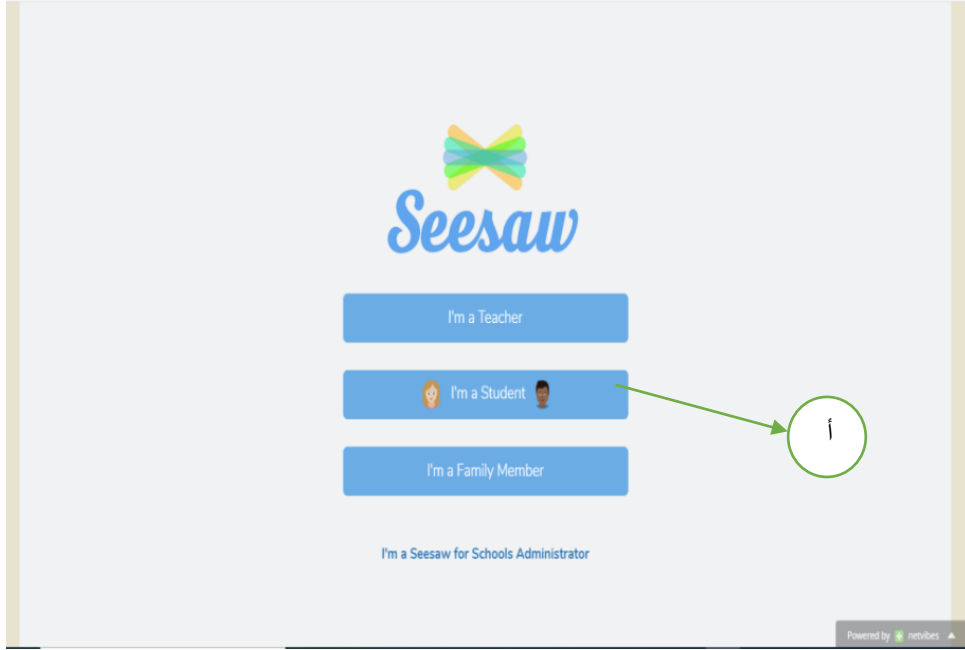 Seesaw
I'm a Teacher
I'm a Student
أ
I'm a Family Member
I'm a Seesaw for Schools Administrator
Powered by netvibes